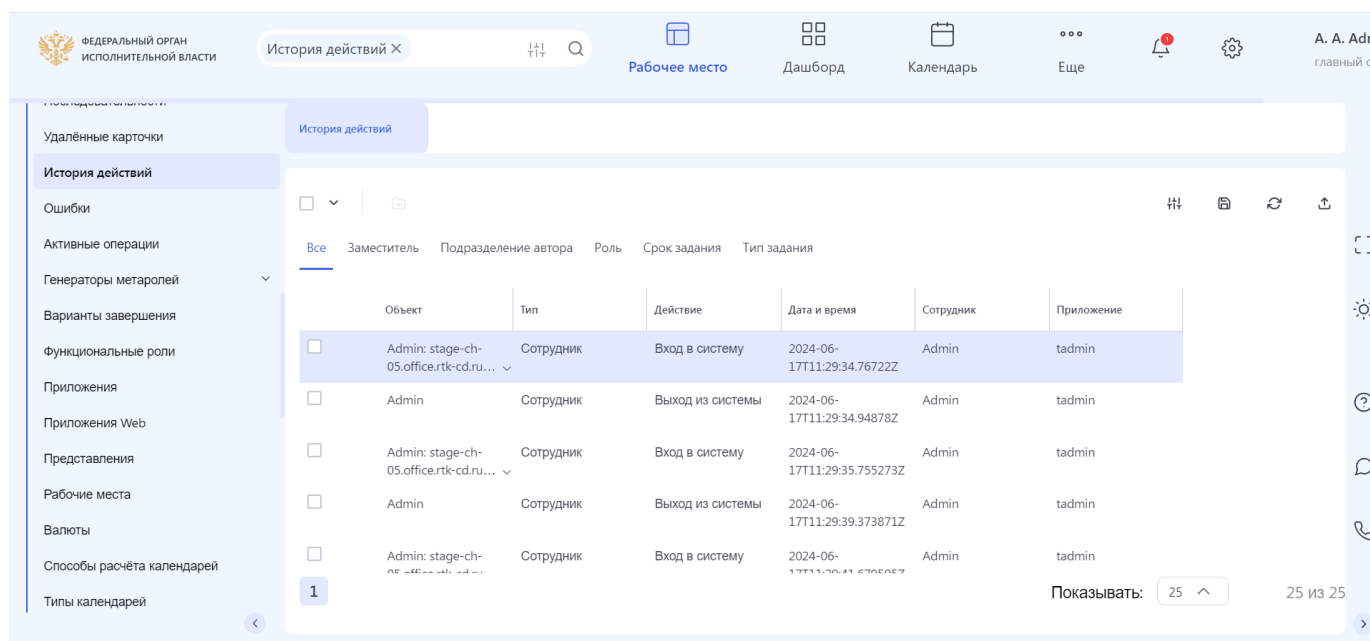 ФЕДЕРАЛЬНЫЙ ОРГАН
ИСПОЛНИТЕЛЬНОЙ ВЛАСТИ
История действий
Рабочее место
Дашборд
Календарь
Еще
1
A. A. Adm
главный с
Последовательности
Удалённые карточки
История действий
Ошибки
Активные операции
Генераторы метаролей
Варианты завершения
Функциональные роли
Приложения
Приложения Web
Представления
Рабочие места
Валюты
Способы расчёта календарей
Типы календарей
История действий
Все Заместитель Подразделение автора Роль Срок задания Тип задания
Объект Тип Действие Дата и время Сотрудник Приложение
Admin: stage-ch- Сотрудник Вход в систему 2024-06- Admin tadmin
05.office.rtk-cd.ru... 17T11:29:34.76722Z
Admin Сотрудник Выход из системы 2024-06- Admin tadmin
17T11:29:34.94878Z
Admin: stage-ch- Сотрудник Вход в систему 2024-06- Admin tadmin
05.office.rtk-cd.ru... 17T11:29:35.755273Z
Admin Сотрудник Выход из системы 2024-06- Admin tadmin
17T11:29:39.373871Z
Admin: stage-ch- Сотрудник Вход в систему 2024-06- Admin tadmin
1 Показывать: 25 25 из 25